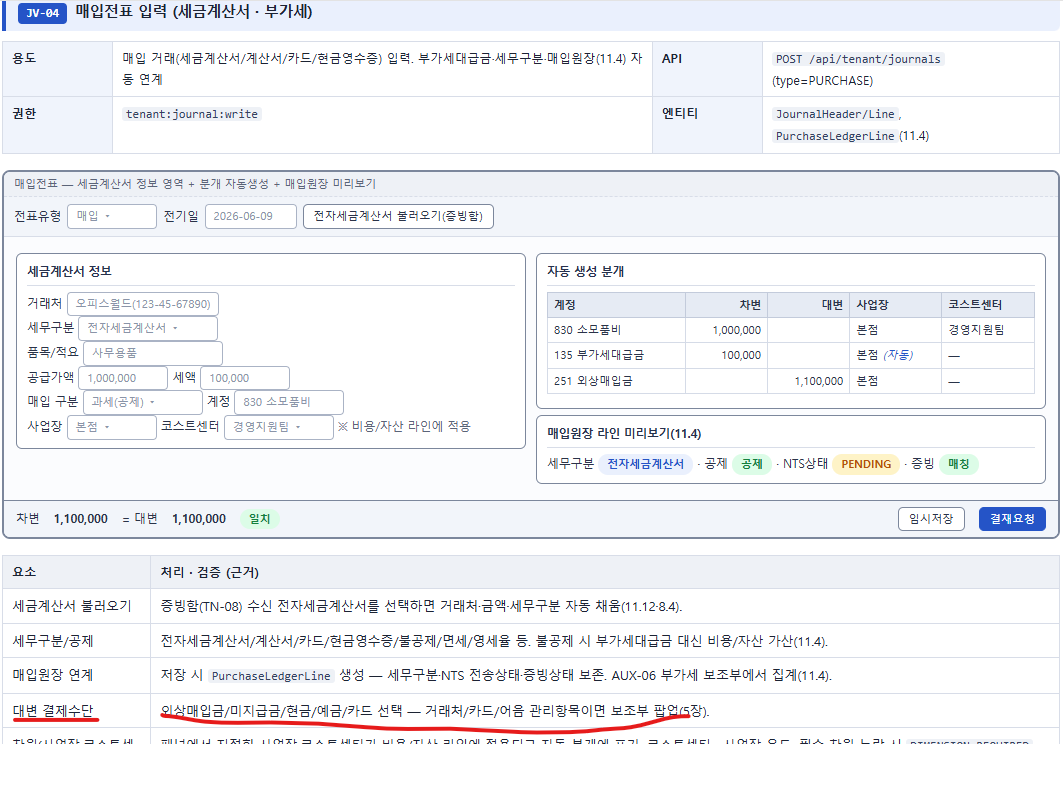 JV-04 매입전표 입력 (세금계산서 · 부가세)
용도 매입 거래(세금계산서/계산서/카드/현금영수증) 입력. 부가세대급금·세무구분·매입원장(11.4) 자동 연계 API POST /api/tenant/journals (type=PURCHASE)
권한 tenant:journal:write 엔티티 JournalHeader/Line, PurchaseLedgerLine (11.4)
매입전표 — 세금계산서 정보 영역 + 분개 자동생성 + 매입원장 미리보기
전표유형 매입 전기일 2026-06-09 전자세금계산서 불러오기(증빙함)
세금계산서 정보
거래처 오피스월드(123-45-67890)
세무구분 전자세금계산서
품목/적요 사무용품
공급가액 1,000,000 세액 100,000
매입 구분 과세(공제) 계정 830 소모품비
사업장 본점 코스트센터 경영지원팀 ※ 비용/자산 라인에 적용
자동 생성 분개
계정 차변 대변 사업장 코스트센터
830 소모품비 1,000,000 본점 경영지원팀
135 부가세대급금 100,000 본점 (자동) —
251 외상매입금 1,100,000 본점 —
매입원장 라인 미리보기(11.4)
세무구분 전자세금계산서 · 공제 공제 · NTS상태 PENDING · 증빙 매칭
차변 1,100,000 = 대변 1,100,000 일치 임시저장 결재요청
요소 처리 · 검증 (근거)
세금계산서 불러오기 증빙함(TN-08) 수신 전자세금계산서를 선택하면 거래처·금액·세무구분 자동 채움(11.12·8.4).
세무구분/공제 전자세금계산서/계산서/카드/현금영수증/불공제/면세/영세율 등. 불공제 시 부가세대급금 대신 비용/자산 가산(11.4).
매입원장 연계 저장 시 PurchaseLedgerLine 생성 — 세무구분·NTS 전송상태·증빙상태 보존. AUX-06 부가세 보조부에서 집계(11.4).
대변 결제수단 외상매입금/미지급금/현금/예금/카드 선택 — 거래처/카드/어음 관리항목이면 보조부 팝업(5장).